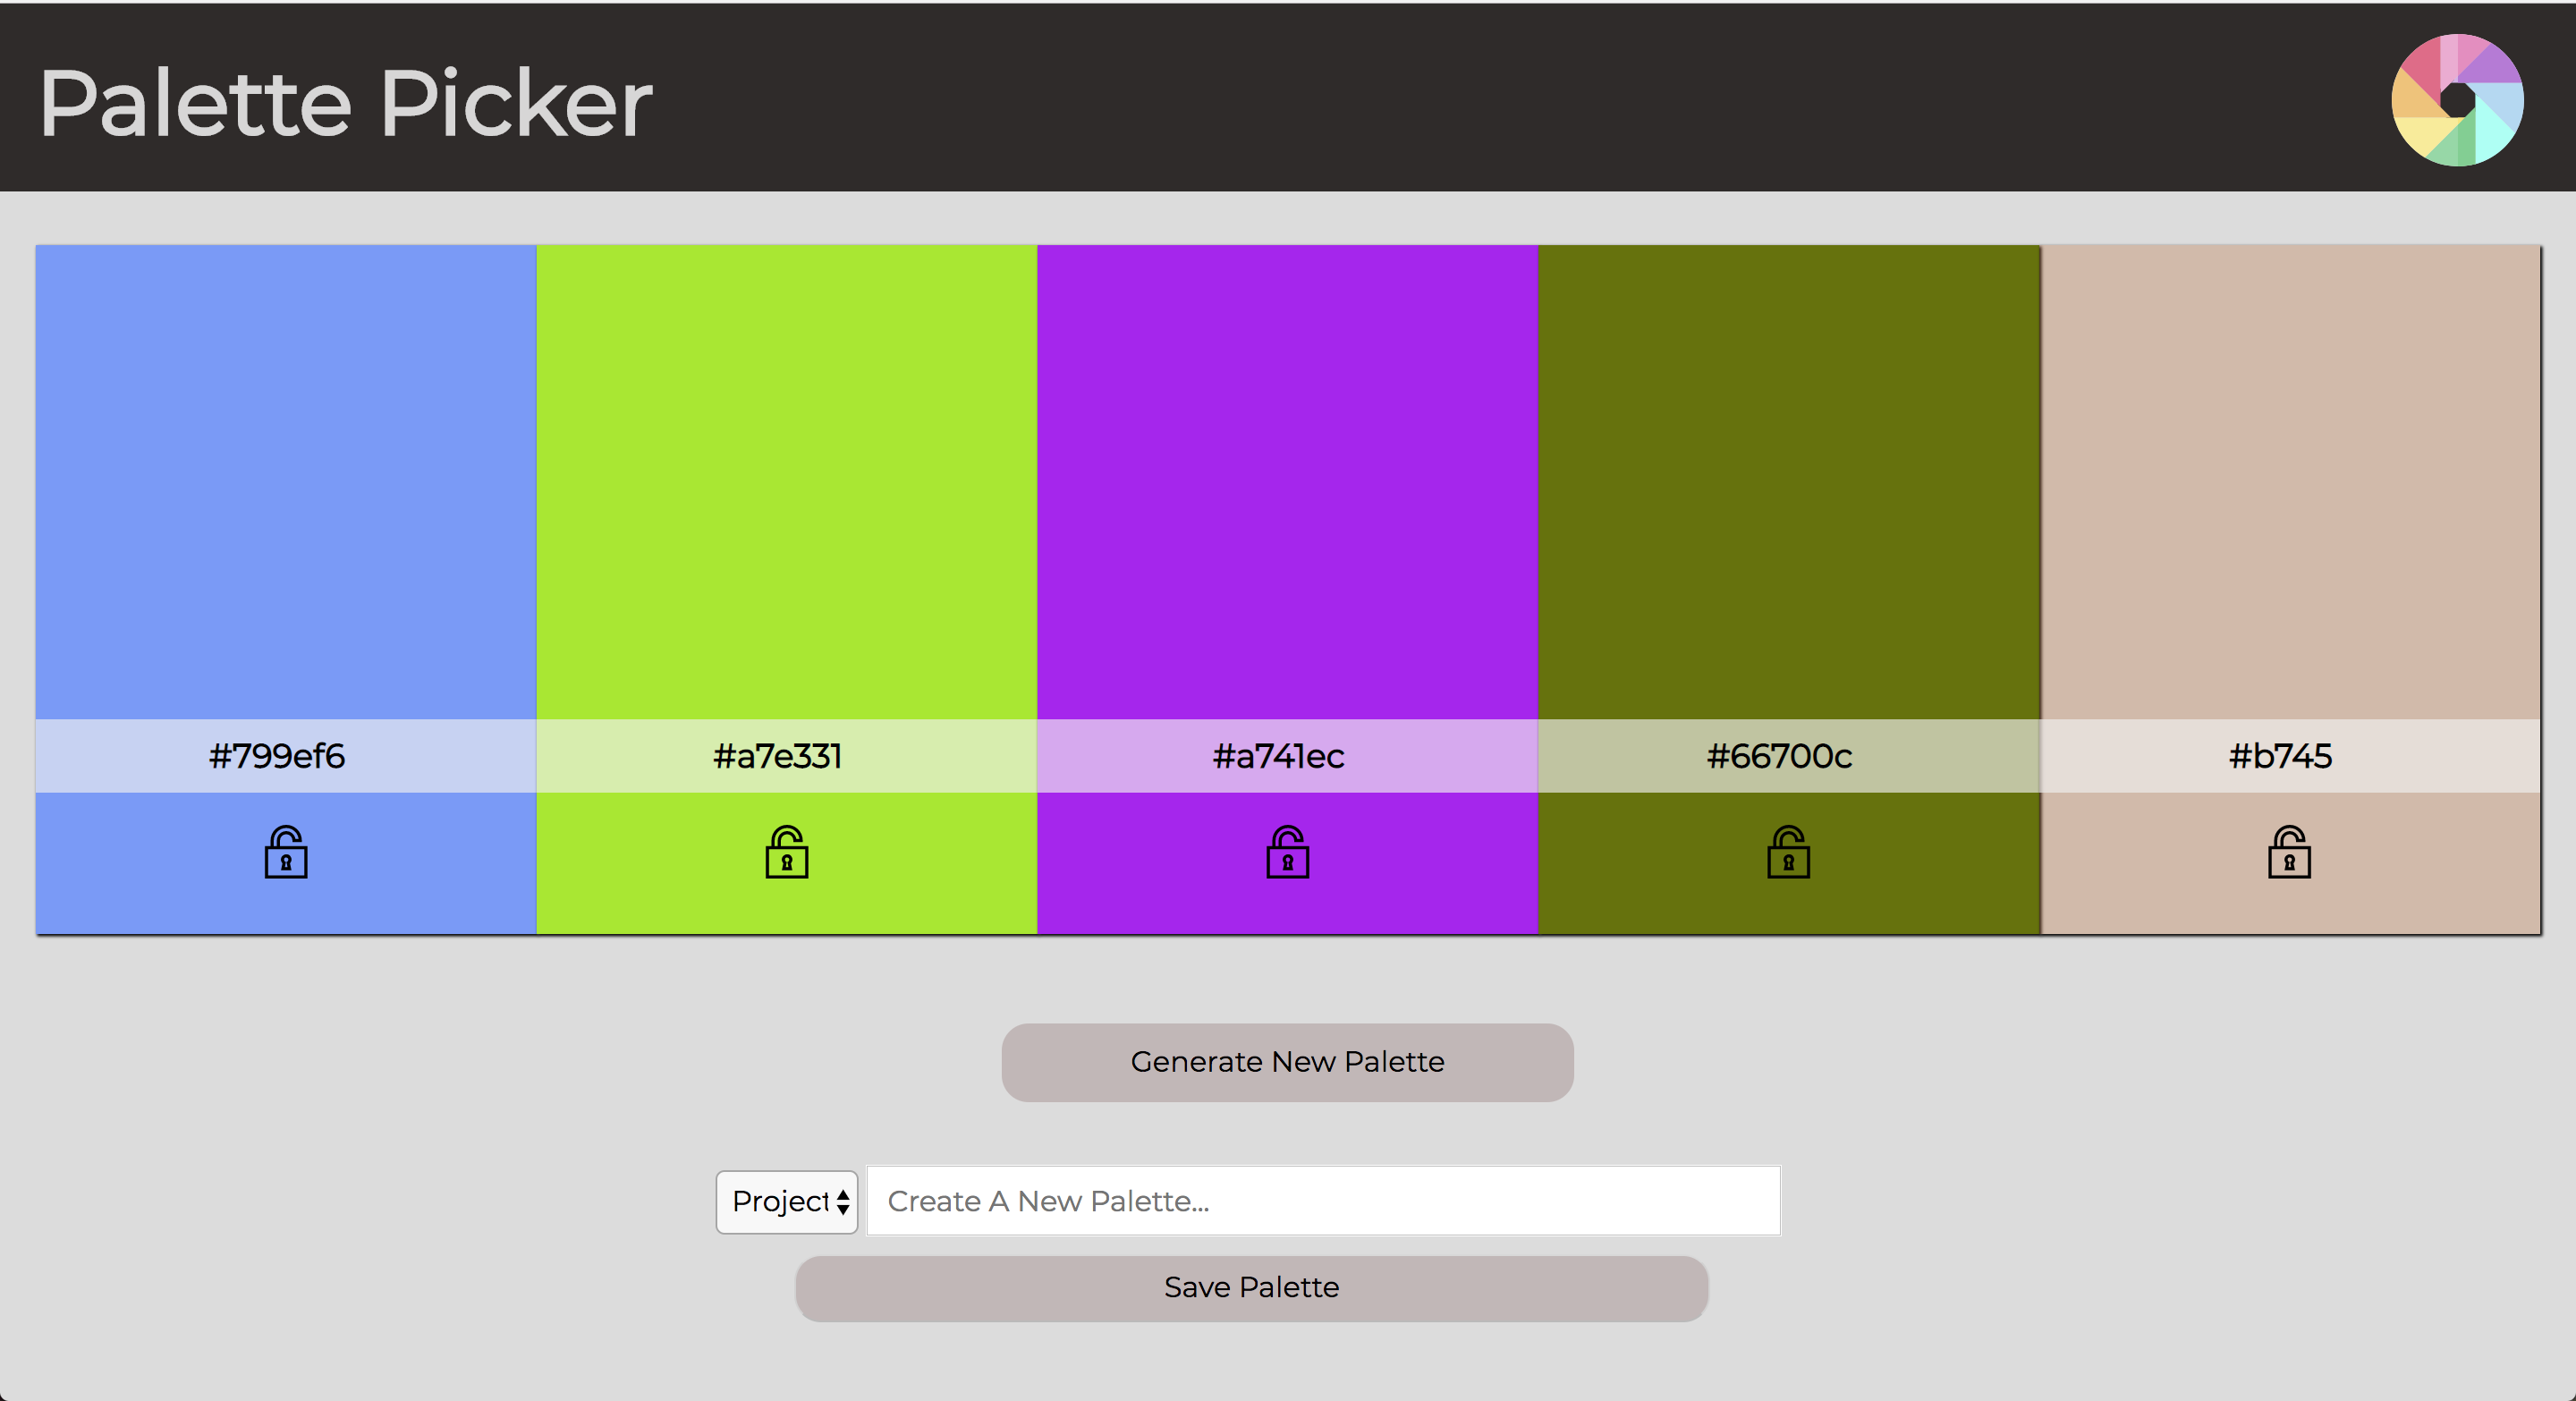 Palette Picker
#799ef6
#a7e331
#a741ec
#66700c
#b745
Generate New Palette
Project
Create A New Palette...
Save Palette